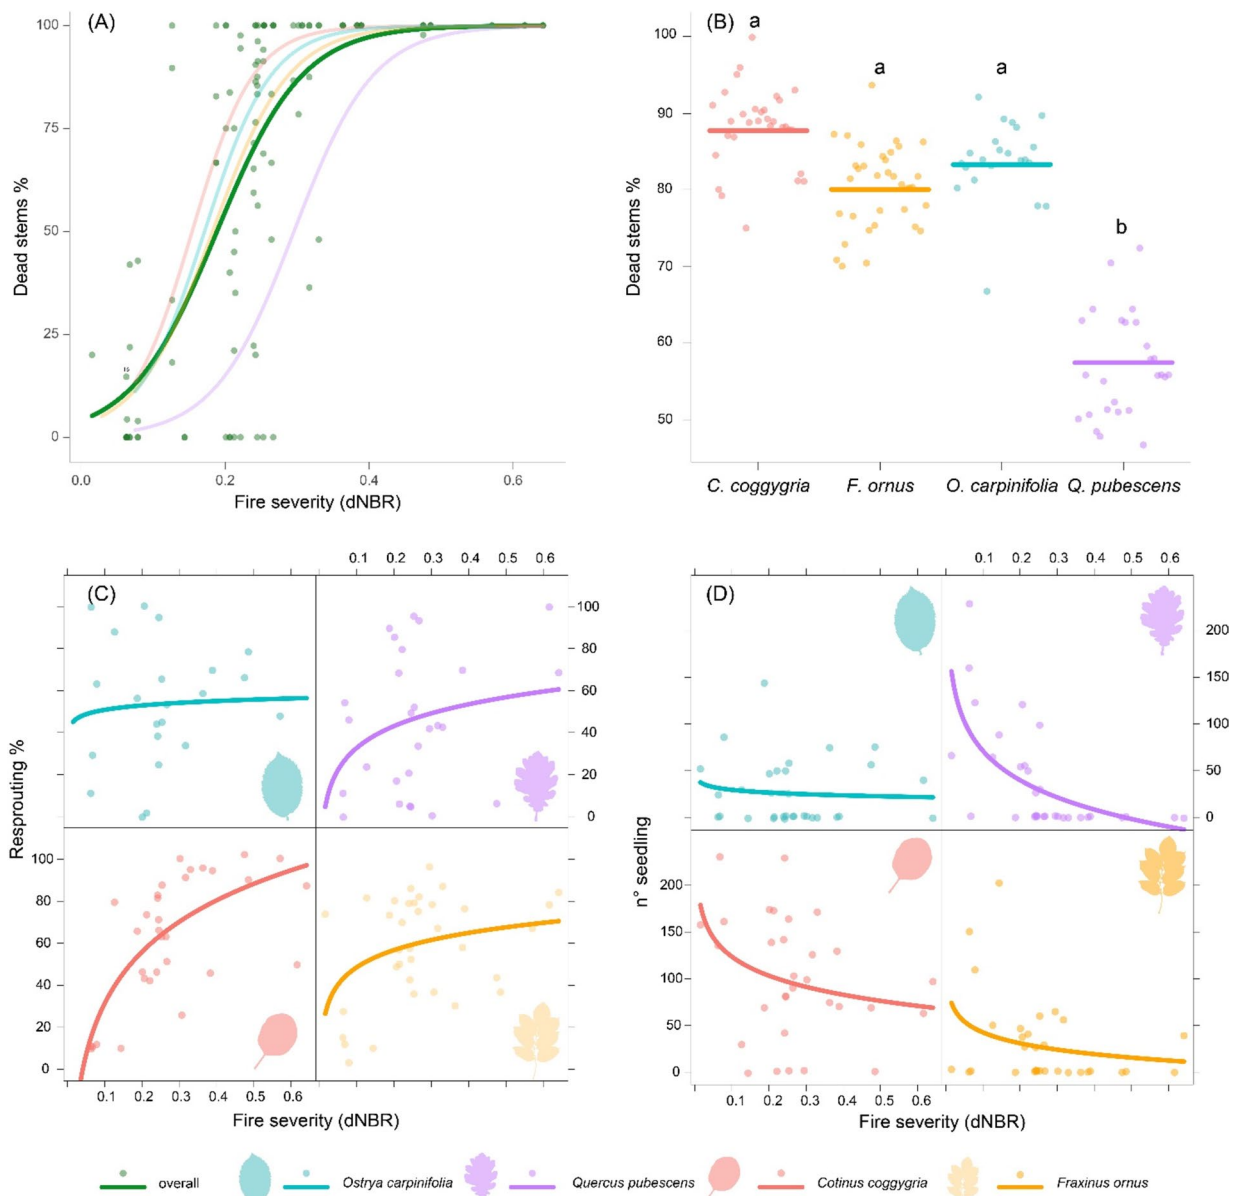 (A)
Dead stems %
100
75
50
25
0
0.0 0.2 0.4 0.6
Fire severity (dNBR)
(B)
Dead stems %
100
90
80
70
60
50
a
a
a
b
C. coggygria F. ornus O. carpinifolia Q. pubescens
(C)
0.1 0.2 0.3 0.4 0.5 0.6
100
80
60
40
20
0
Resprouting %
100
80
60
40
20
0
0.1 0.2 0.3 0.4 0.5 0.6
Fire severity (dNBR)
(D)
0.1 0.2 0.3 0.4 0.5 0.6
200
150
100
50
0
n° seedling
200
150
100
50
0
0.1 0.2 0.3 0.4 0.5 0.6
Fire severity (dNBR)
overall Ostrya carpinifolia Quercus pubescens Cotinus coggygria Fraxinus ornus